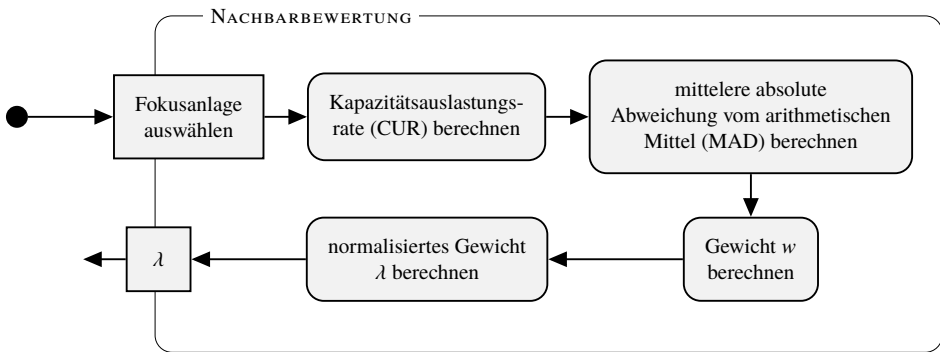 NACHBARBEWERTUNG
Fokusanlage
auswählen
Kapazitätsauslastungs-
rate (CUR) berechnen
mittelere absolute
Abweichung vom arithmetischen
Mittel (MAD) berechnen
Gewicht w
berechnen
normalisiertes Gewicht
λ berechnen
λ